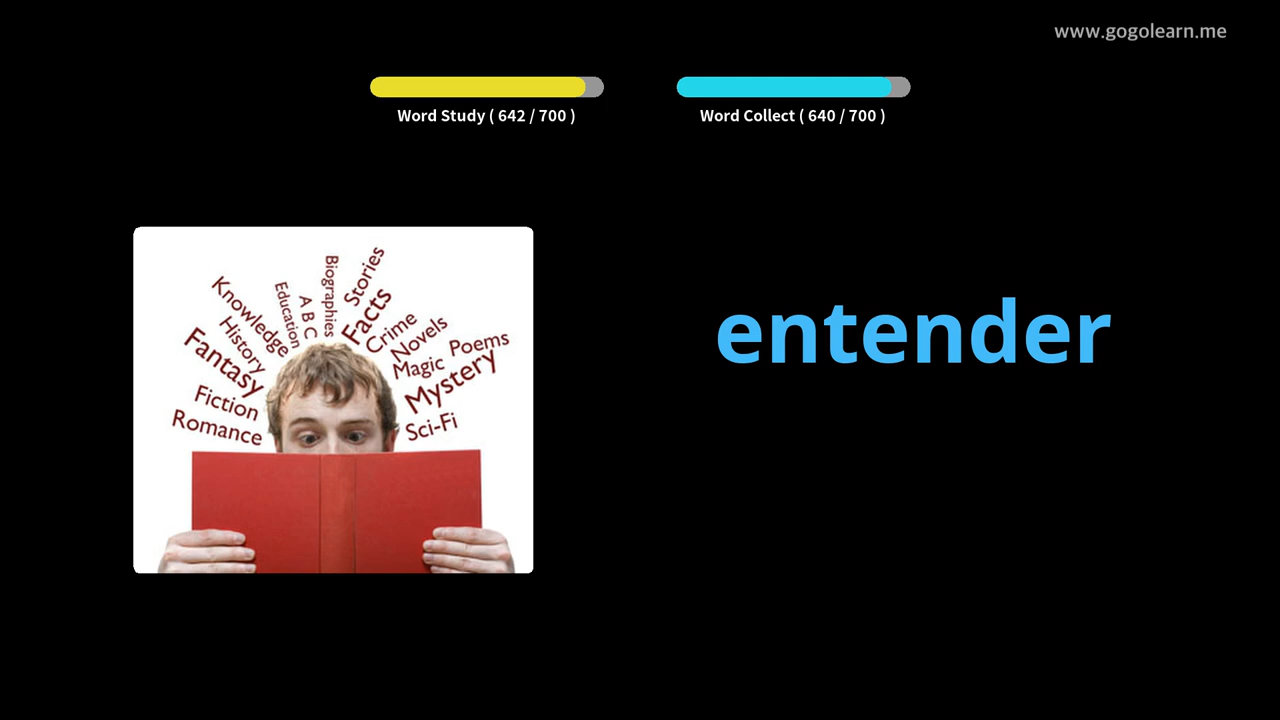 www.gogolearn.me
Word Study ( 642 / 700 )
Word Collect ( 640 / 700 )
entender
Stories
Biographies
Facts
A B C
Education
Knowledge
Crime
Novels
History
Poems
Magic
Fantasy
Mystery
Fiction
Sci-Fi
Romance